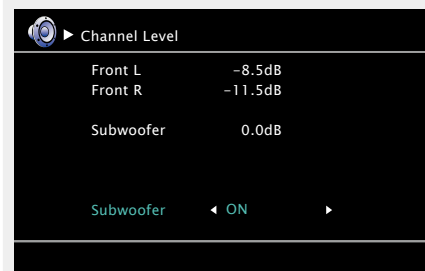 Channel Level
Front L -8.5dB
Front R -11.5dB
Subwoofer 0.0dB
Subwoofer ON